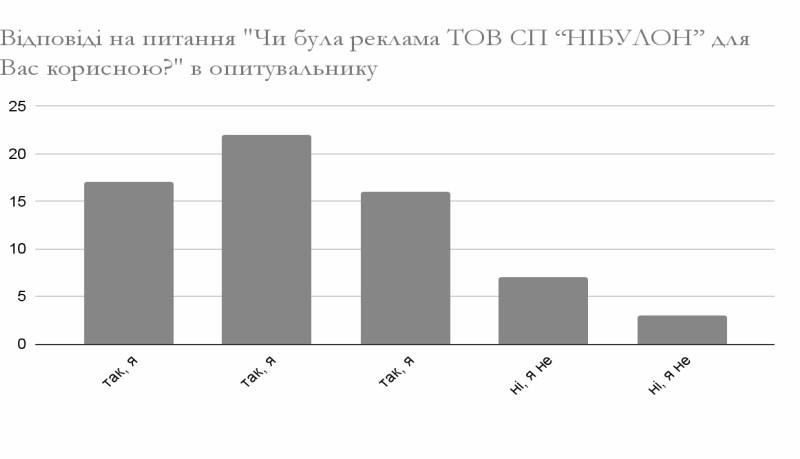 Відповіді на питання "Чи була реклама ТОВ СП “НІБУЛОН” для
Вас корисною?" в опитувальнику
25
20
15
10
5
0
так, я
так, я
так, я
ні, я не
ні, я не